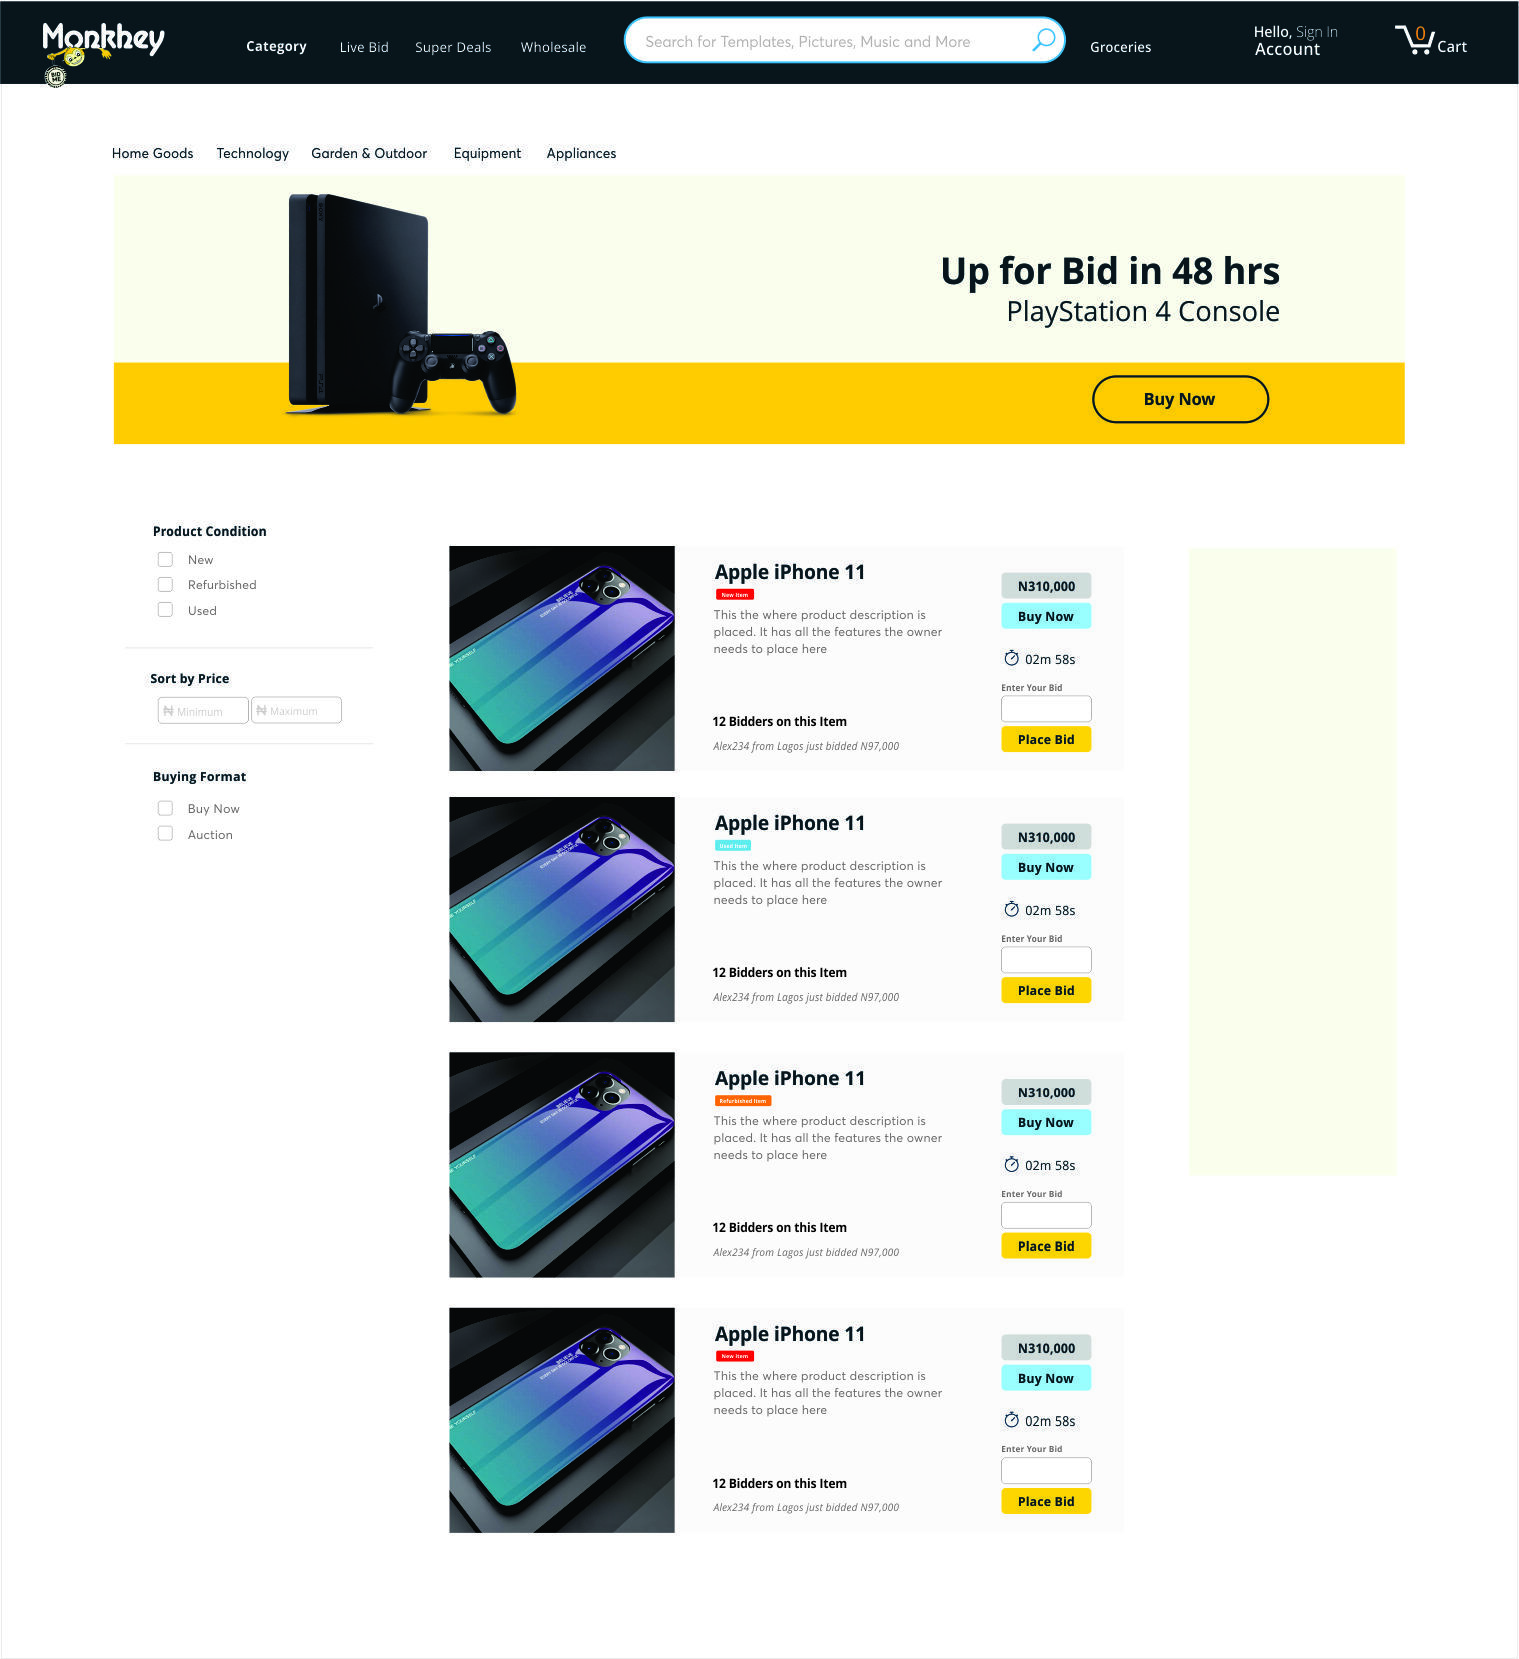 Monkhey
BID
ME
Category
Live Bid
Super Deals
Wholesale
Search for Templates, Pictures, Music and More
Groceries
Hello, Sign In
Account
0
Cart
Home Goods
Technology
Garden & Outdoor
Equipment
Appliances
Up for Bid in 48 hrs
PlayStation 4 Console
Buy Now
Product Condition
New
Refurbished
Used
Sort by Price
₦ Minimum
₦ Maximum
Buying Format
Buy Now
Auction
Apple iPhone 11
New Item
This the where product description is
placed. It has all the features the owner
needs to place here
12 Bidders on this Item
Alex234 from Lagos just bidded N97,000
N310,000
Buy Now
02m 58s
Enter Your Bid
Place Bid
Apple iPhone 11
Used Item
This the where product description is
placed. It has all the features the owner
needs to place here
12 Bidders on this Item
Alex234 from Lagos just bidded N97,000
N310,000
Buy Now
02m 58s
Enter Your Bid
Place Bid
Apple iPhone 11
Refurbished Item
This the where product description is
placed. It has all the features the owner
needs to place here
12 Bidders on this Item
Alex234 from Lagos just bidded N97,000
N310,000
Buy Now
02m 58s
Enter Your Bid
Place Bid
Apple iPhone 11
New Item
This the where product description is
placed. It has all the features the owner
needs to place here
12 Bidders on this Item
Alex234 from Lagos just bidded N97,000
N310,000
Buy Now
02m 58s
Enter Your Bid
Place Bid